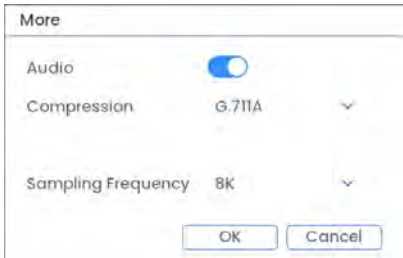 More
Audio
Compression G.711A
Sampling Frequency 8K
OK Cancel